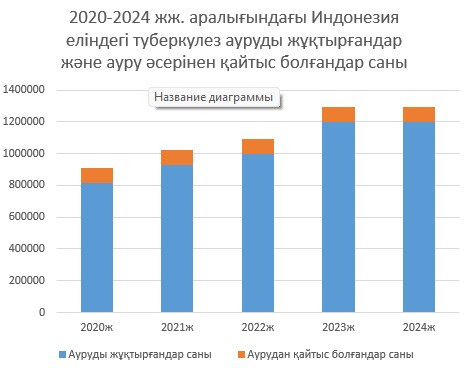 2020-2024 жж. аралығындағы Индонезия
еліндегі туберкулез ауруды жұқтырғандар
және ауру әсерінен қайтыс болғандар саны
Название диаграммы
1400000
1200000
1000000
800000
600000
400000
200000
0
2020ж 2021ж 2022ж 2023ж 2024ж
Ауруды жұқтырғандар саны Аурудан қайтыс болғандар саны